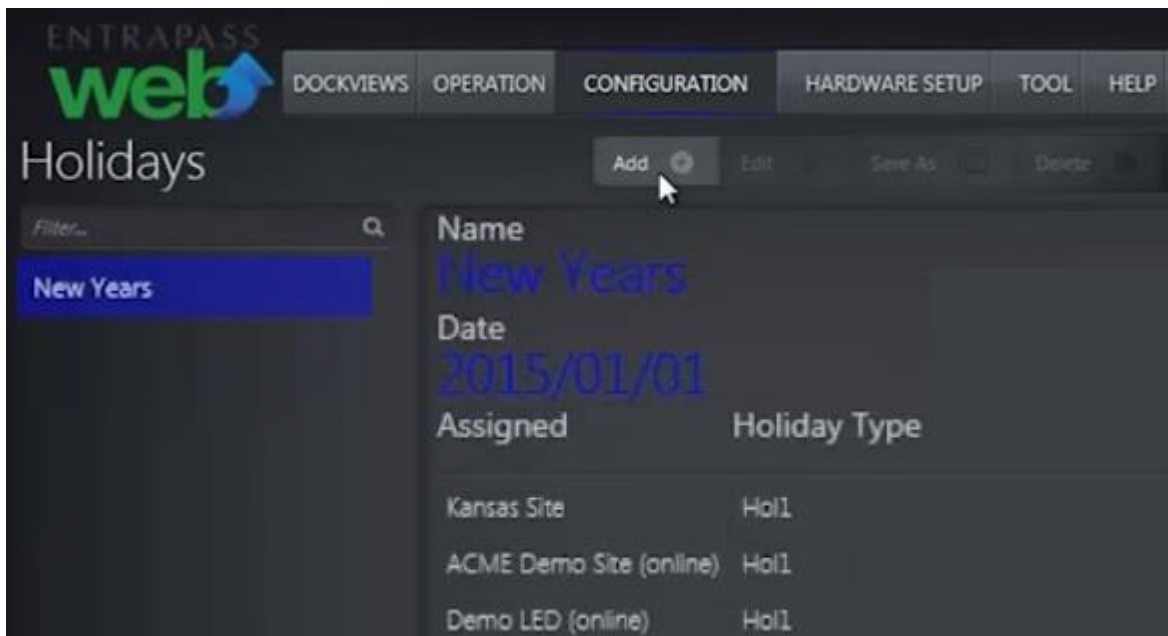 ENTRAPASS
web
DOCKVIEWS OPERATION CONFIGURATION HARDWARE SETUP TOOL HELP
Holidays
Add Edit Save As Delete
Filter...
New Years
Name
New Years
Date
2015/01/01
Assigned Holiday Type
Kansas Site Hol1
ACME Demo Site (online) Hol1
Demo LED (online) Hol1